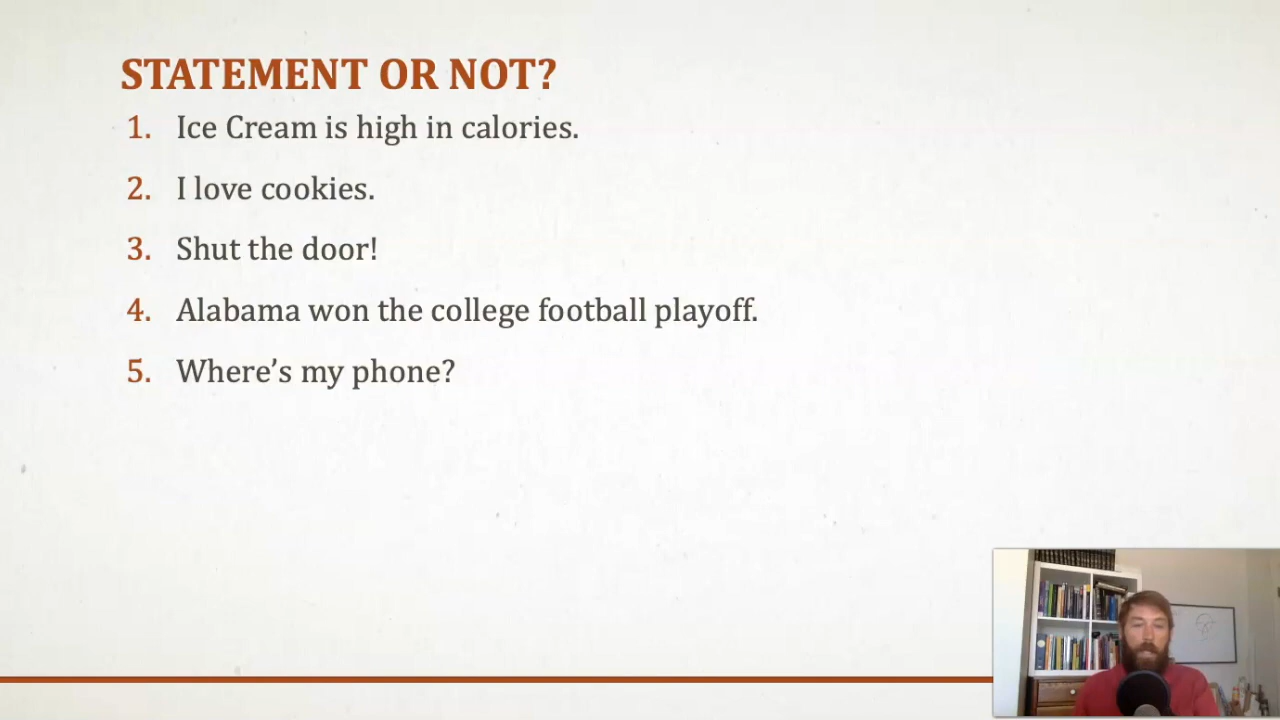 STATEMENT OR NOT?
1. Ice Cream is high in calories.
2. I love cookies.
3. Shut the door!
4. Alabama won the college football playoff.
5. Where’s my phone?